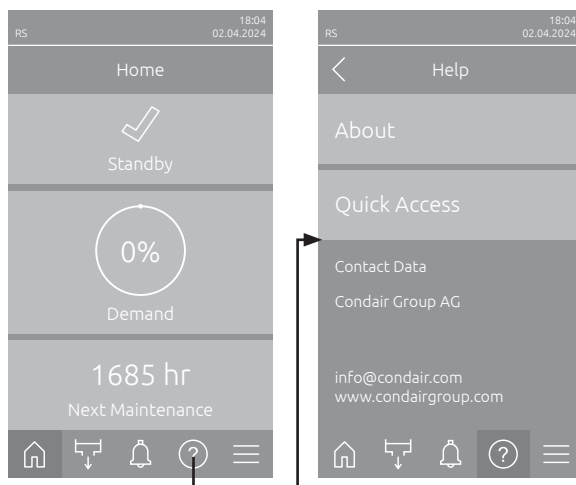 18:04
RS 02.04.2024
Home
Standby
0%
Demand
1685 hr
Next Maintenance
?
18:04
RS 02.04.2024
Help
About
Quick Access
Contact Data
Condair Group AG
info@condair.com
www.condairgroup.com
?